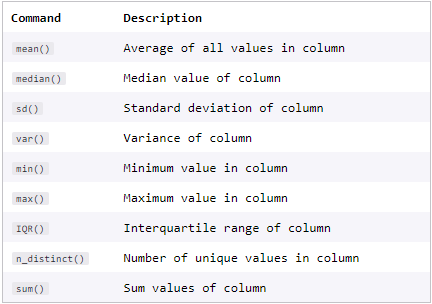 Command Description
mean() Average of all values in column
median() Median value of column
sd() Standard deviation of column
var() Variance of column
min() Minimum value in column
max() Maximum value in column
IQR() Interquartile range of column
n_distinct() Number of unique values in column
sum() Sum values of column